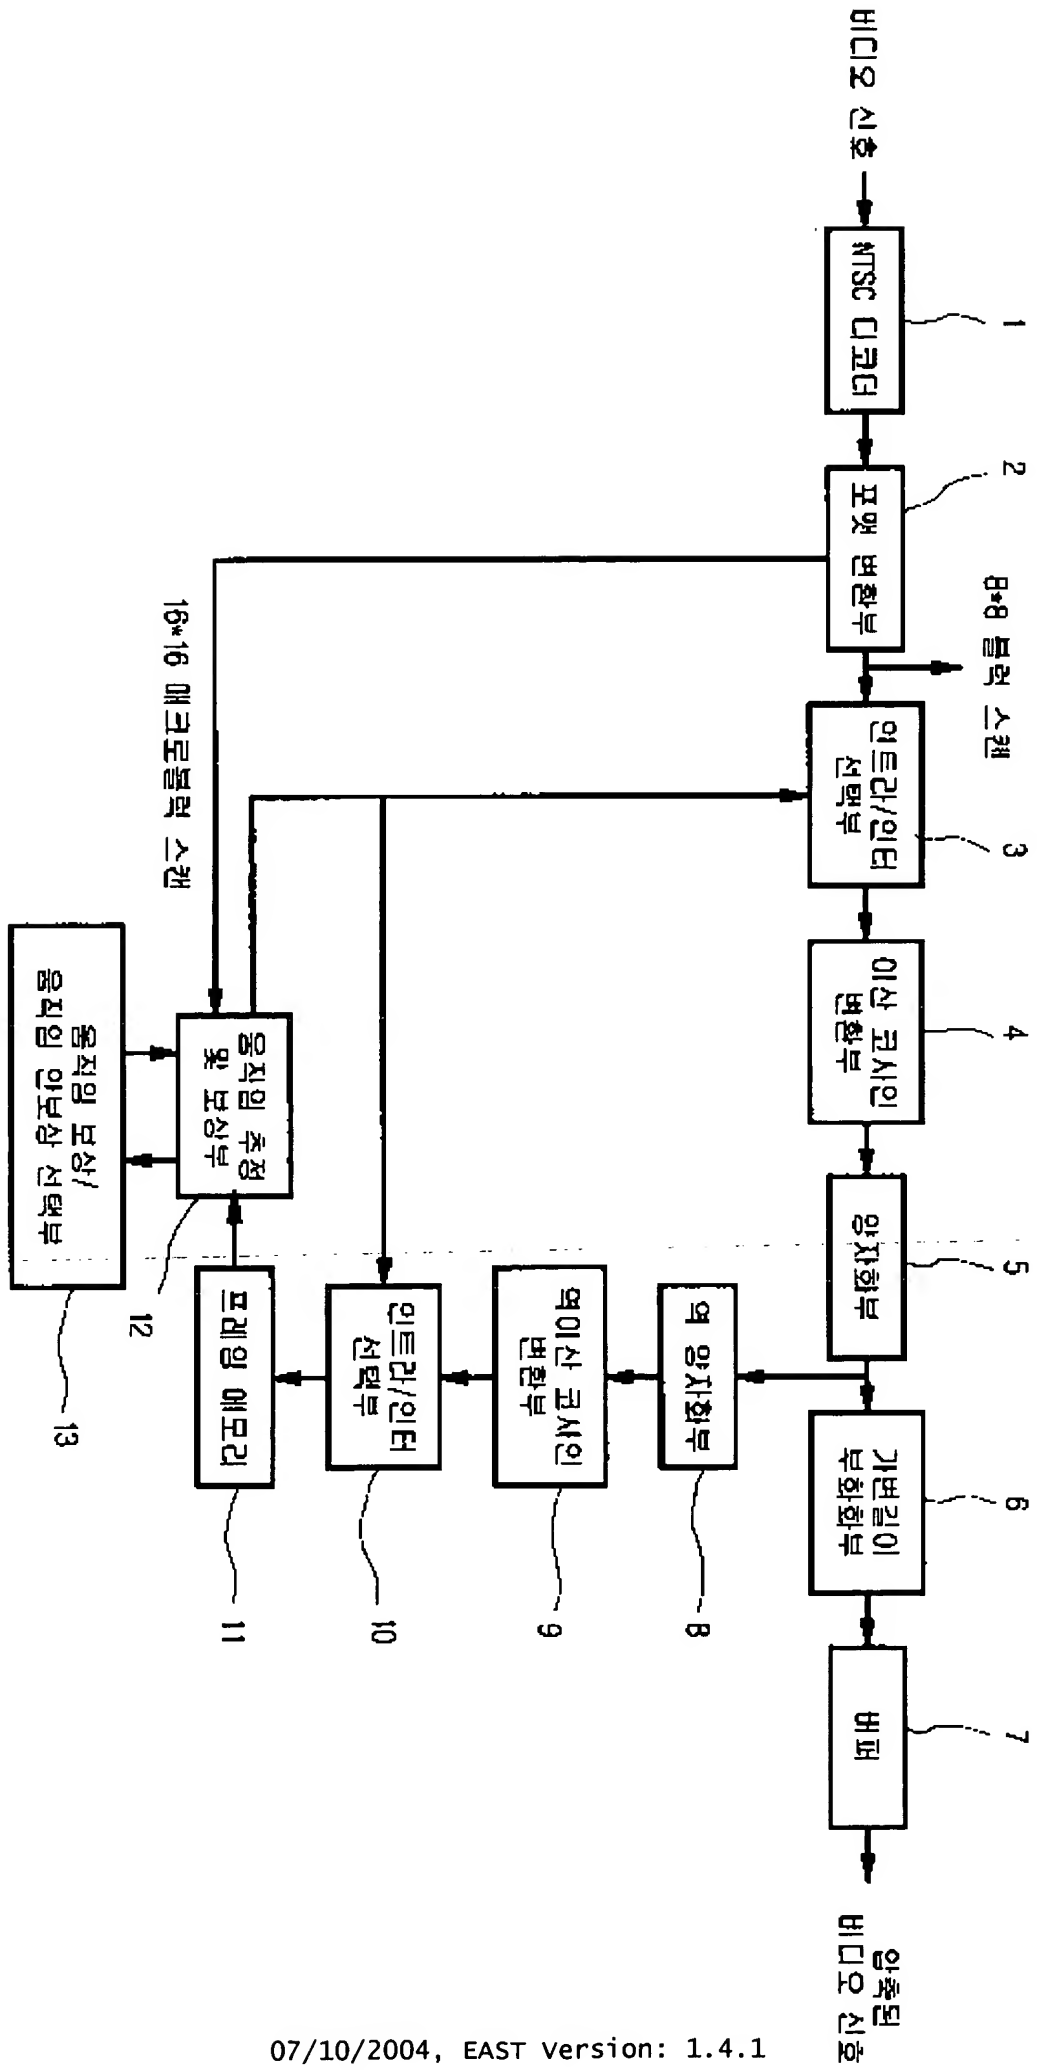 비디오 신호
NTSC 디코더
1
포맷 변환부
2
8*8 블럭 스캔
16*16 매크로블럭 스캔
인트라/인터
선택부
3
이산 코사인
변환부
4
양자화부
5
가변길이
부호화부
6
버퍼
7
압축된
비디오 신호
역 양자화부
8
역이산 코사인
변환부
9
인트라/인터
선택부
10
프레임 메모리
11
움직임 추정
및 보상부
12
움직임 보상/
움직임 안보상 선택부
13
07/10/2004, EAST Version: 1.4.1